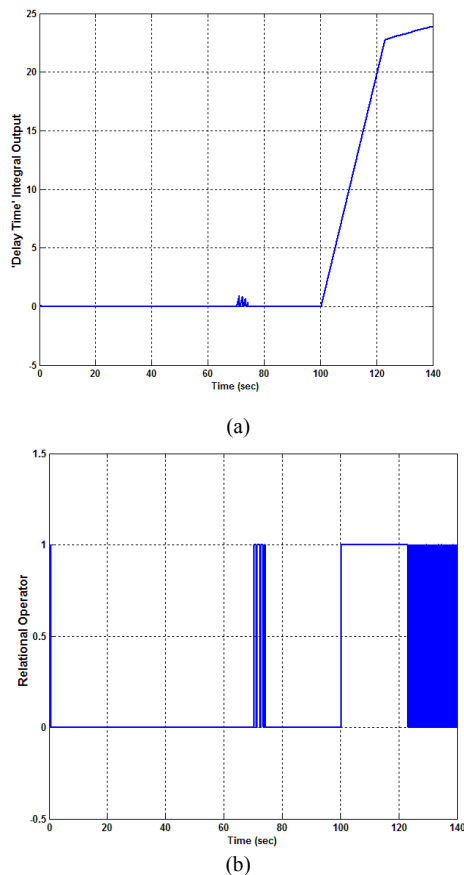 25
20
15
10
5
0
-5
'Delay Time' Integral Output
0 20 40 60 80 100 120 140
Time (sec)
(a)
1.5
1
0.5
0
-0.5
Relational Operator
0 20 40 60 80 100 120 140
Time (sec)
(b)